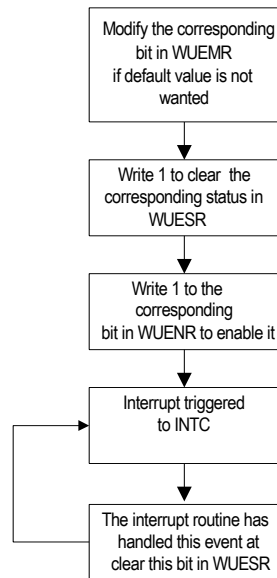 Modify the corresponding
bit in WUEMR
if default value is not
wanted
Write 1 to clear the
corresponding status in
WUESR
Write 1 to the
corresponding
bit in WUENR to enable it
Interrupt triggered
to INTC
The interrupt routine has
handled this event at
clear this bit in WUESR